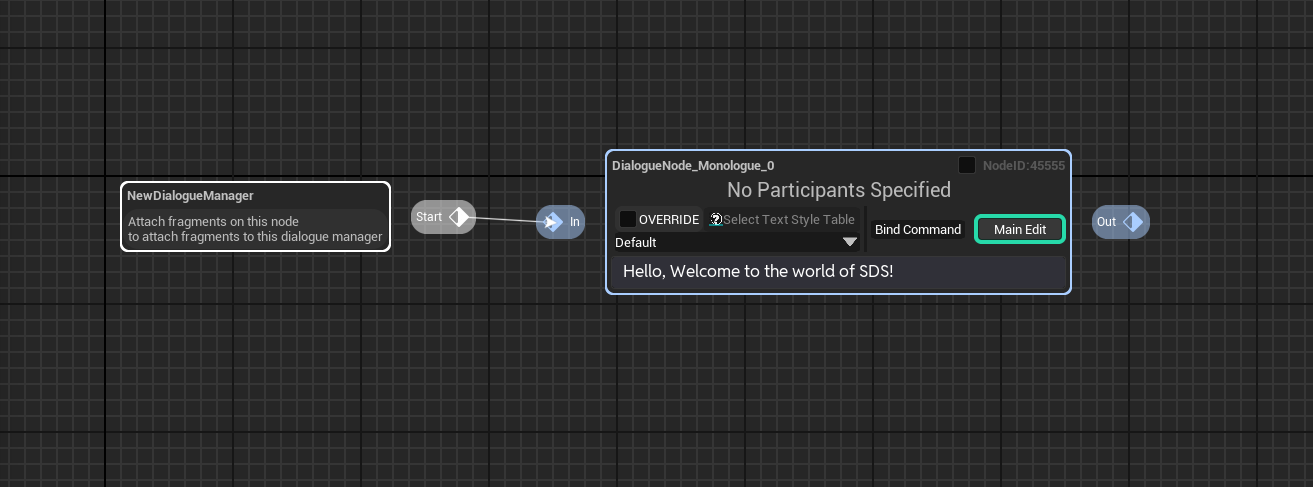 NewDialogueManager
Attach fragments on this node
to attach fragments to this dialogue manager
Start
In
DialogueNode_Monologue_0
NodeID:45555
No Participants Specified
OVERRIDE
Select Text Style Table
Default
Bind Command
Main Edit
Hello, Welcome to the world of SDS!
Out